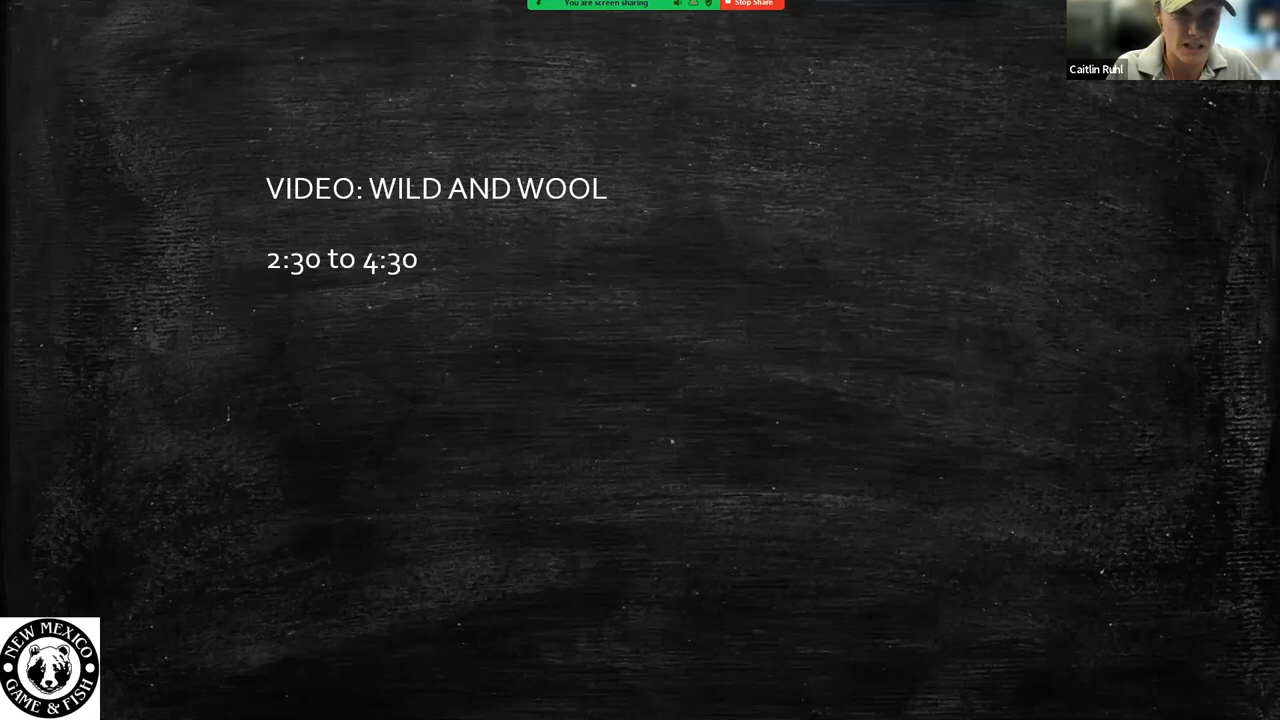 You are screen sharing
Stop Share
Caitlin Ruhl
VIDEO: WILD AND WOOL
2:30 to 4:30
NEW MEXICO
GAME & FISH